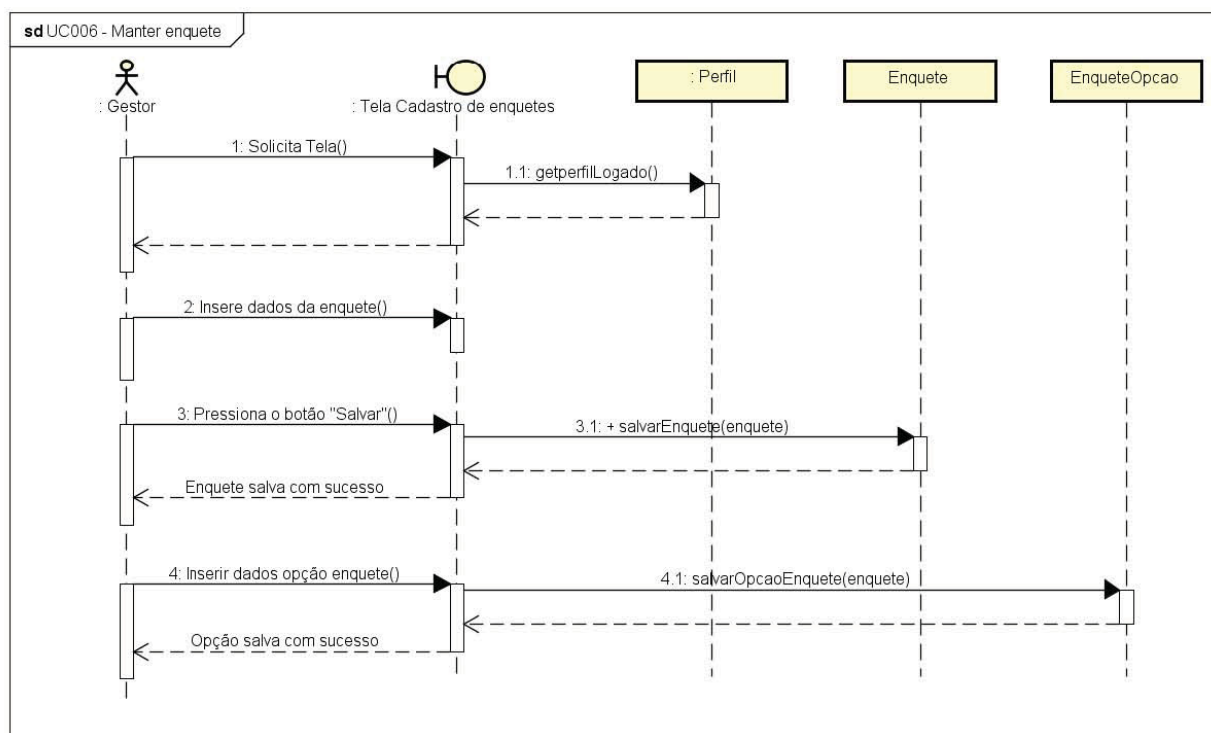 sd UC006 - Manter enquete
: Gestor
: Tela Cadastro de enquetes
: Perfil
Enquete
EnqueteOpcao
1: Solicita Tela()
1.1: getperfilLogado()
2: Insere dados da enquete()
3: Pressiona o botão "Salvar"()
3.1: + salvarEnquete(enquete)
Enquete salva com sucesso
4: Inserir dados opção enquete()
4.1: salvarOpcaoEnquete(enquete)
Opção salva com sucesso